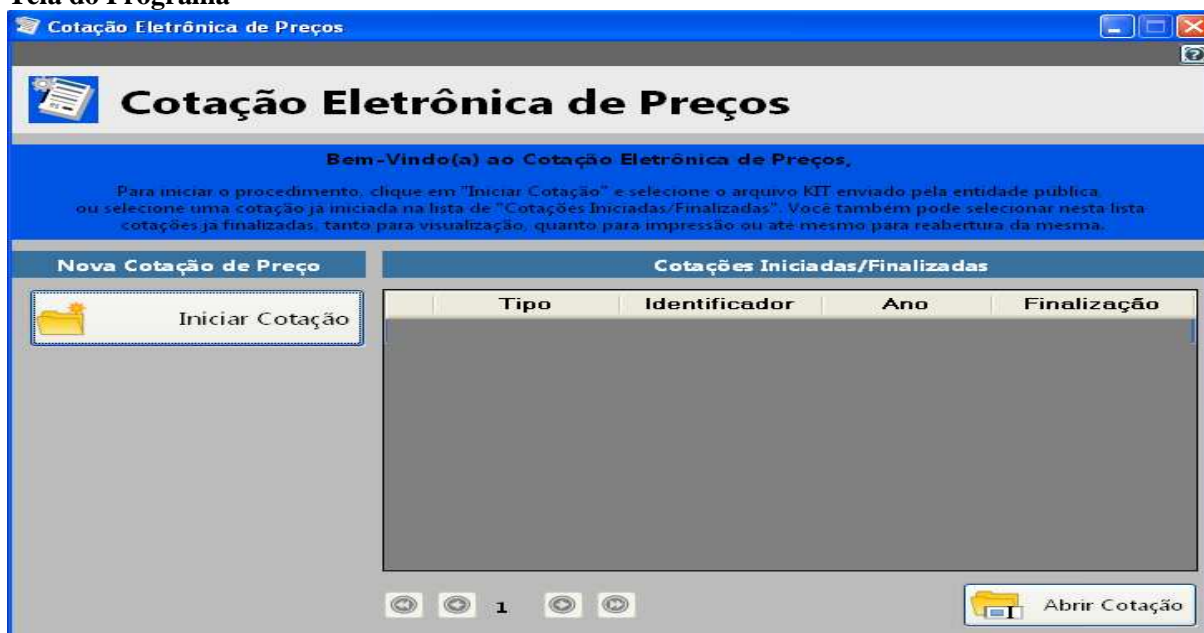 Tela do Programa
Cotação Eletrônica de Preços
Cotação Eletrônica de Preços
Bem-Vindo(a) ao Cotação Eletrônica de Preços,
Para iniciar o procedimento, clique em "Iniciar Cotação" e selecione o arquivo KIT enviado pela entidade pública,
ou selecione uma cotação já iniciada na lista de "Cotações Iniciadas/Finalizadas". Você também pode selecionar nesta lista
cotações já finalizadas, tanto para visualização, quanto para impressão ou até mesmo para reabertura da mesma.
Nova Cotação de Preço
Cotações Iniciadas/Finalizadas
Iniciar Cotação
Tipo Identificador Ano Finalização
1
Abrir Cotação